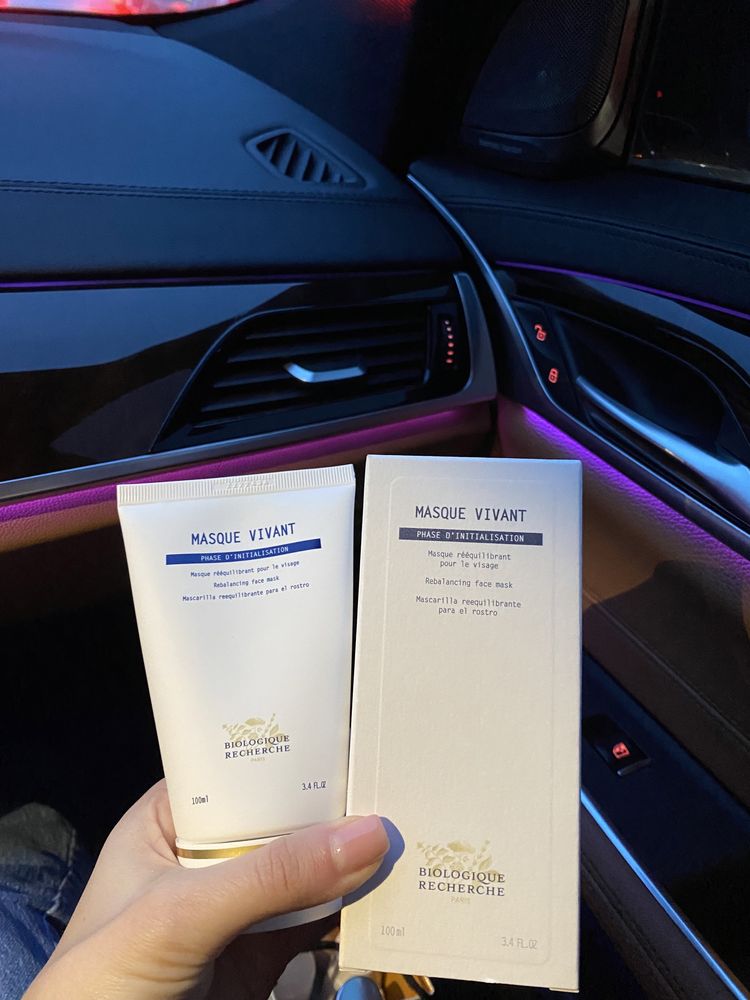 MASQUE VIVANT
PHASE D'INITIALISATION
Masque rééquilibrant pour le visage
Rebalancing face mask
Mascarilla reequilibrante para el rostro
BIOLOGIQUE
RECHERCHE
PARIS
100ml
3.4 FL.OZ
MASQUE VIVANT
PHASE D'INITIALISATION
Masque rééquilibrant
pour le visage
Rebalancing face mask
Mascarilla reequilibrante
para el rostro
BIOLOGIQUE
RECHERCHE
PARIS
100ml
3.4 FL.OZ